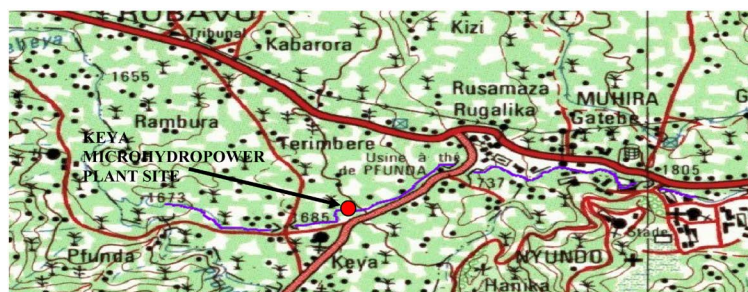 RUBAVU
Tribunal
Kabarora
Kizi
Keya
1655
Rusamaza
Rugalika
MUHIRA
Gatebe
Rambura
KEYA
MICROHYDROPOWER
PLANT SITE
Terimbere
Usine à thé
de PFUNDA
1737
1805
1673
1685
Stade
Pfunda
Keya
NYUNDO
Hanika